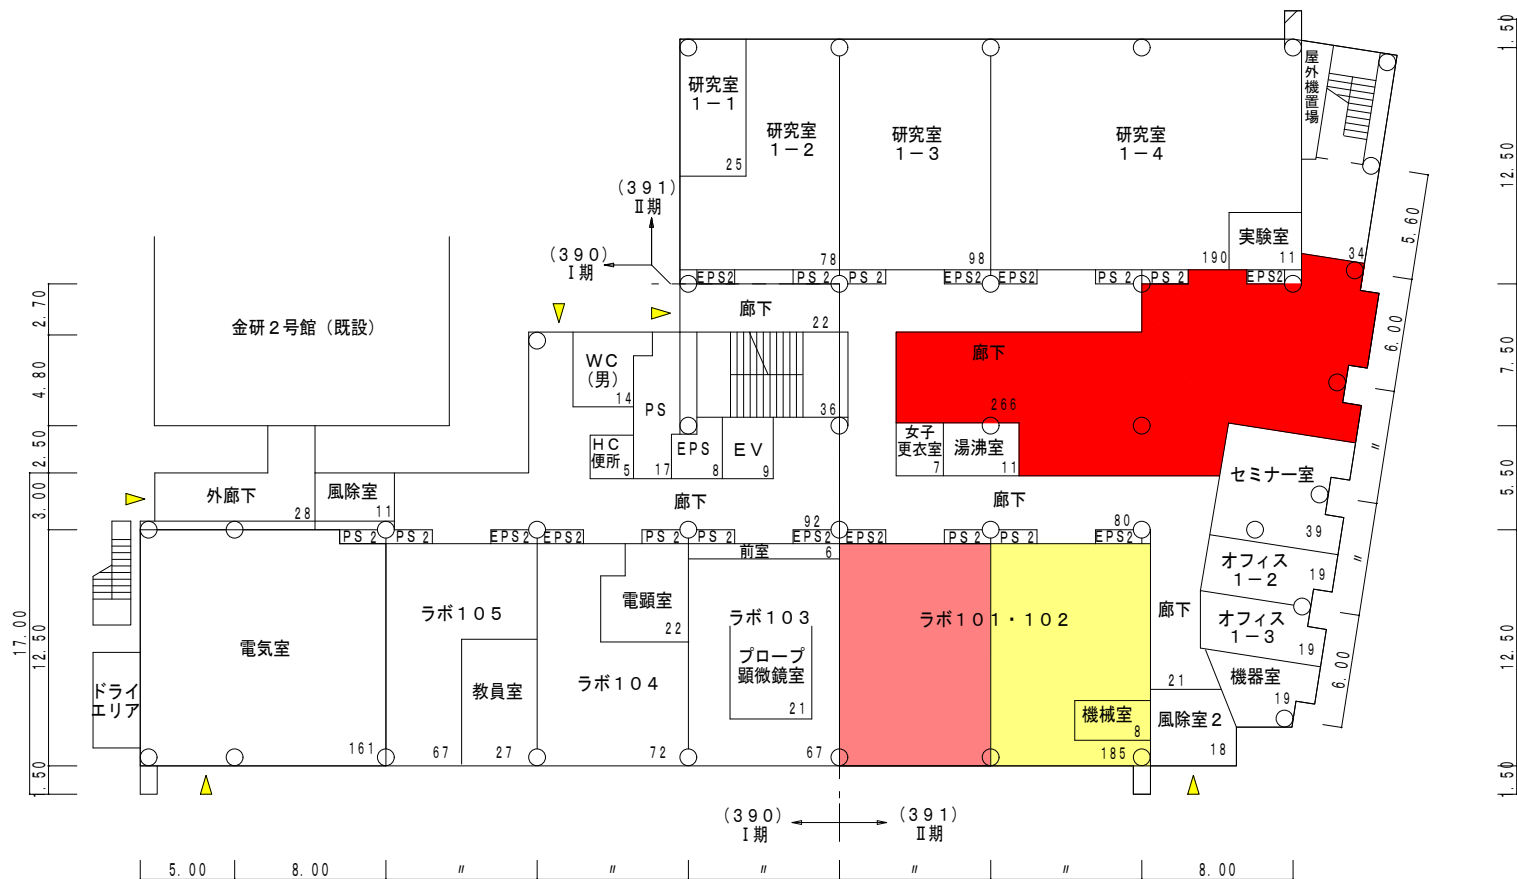 1.50
研究室
1－1
25
研究室
1－2
78
研究室
1－3
98
研究室
1－4
190
実験室
11
屋外機置場
34
12.50
5.60
(391)
Ⅱ期
(390)
Ⅰ期
EPS2
PS 2
PS 2
EPS2
EPS2
PS 2
PS 2
EPS2
2.70
廊下
22
金研２号館（既設）
WC
(男)
14
PS
17
36
廊下
266
6.00
7.50
4.80
HC
便所
5
EPS
8
EV
9
女子
更衣室
7
湯沸室
11
〃
2.50
セミナー室
39
5.50
外廊下
28
風除室
11
廊下
92
廊下
80
3.00
PS 2
PS 2
EPS2
EPS2
PS 2
PS 2
EPS2
EPS2
PS 2
PS 2
EPS2
前室
6
〃
オフィス
1－2
19
オフィス
1－3
19
電気室
161
ラボ１０５
67
教員室
27
電顕室
22
ラボ１０４
72
ラボ１０３
67
プローブ
顕微鏡室
21
ラボ１０１・１０２
185
機械室
8
廊下
21
風除室２
18
機器室
19
6.00
17.00
12.50
12.50
ドライ
エリア
1.50
1.50
(390)
Ⅰ期
(391)
Ⅱ期
5.00
8.00
〃
〃
〃
〃
〃
8.00